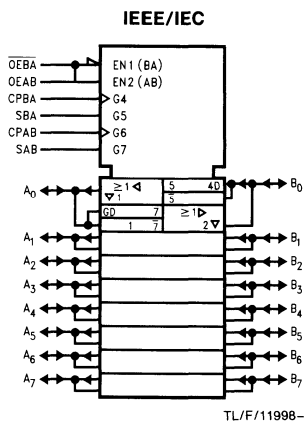 IEEE/IEC
OEBA EN1 (BA)
OEAB EN2 (AB)
CPBA G4
SBA G5
CPAB G6
SAB G7
A0 ≥1 5 4D B0
1 5
GD 7 ≥1
1 7 2
A1 B1
A2 B2
A3 B3
A4 B4
A5 B5
A6 B6
A7 B7
TL/F/11998–